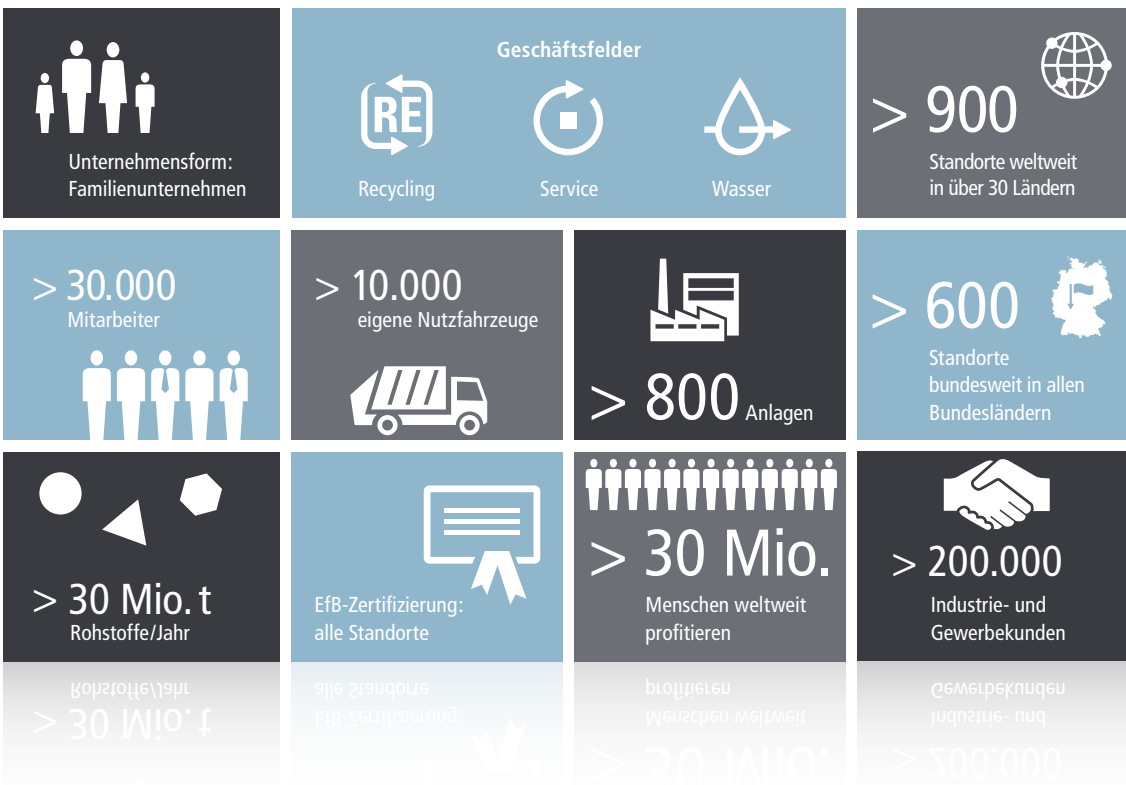 Unternehmensform:
Familienunternehmen
Geschäftsfelder
RE
Recycling
Service
Wasser
> 900
Standorte weltweit
in über 30 Ländern
> 30.000
Mitarbeiter
> 10.000
eigene Nutzfahrzeuge
> 800 Anlagen
> 600
Standorte
bundesweit in allen
Bundesländern
> 30 Mio. t
Rohstoffe/Jahr
EfB-Zertifizierung:
alle Standorte
> 30 Mio.
Menschen weltweit
profitieren
> 200.000
Industrie- und
Gewerbekunden